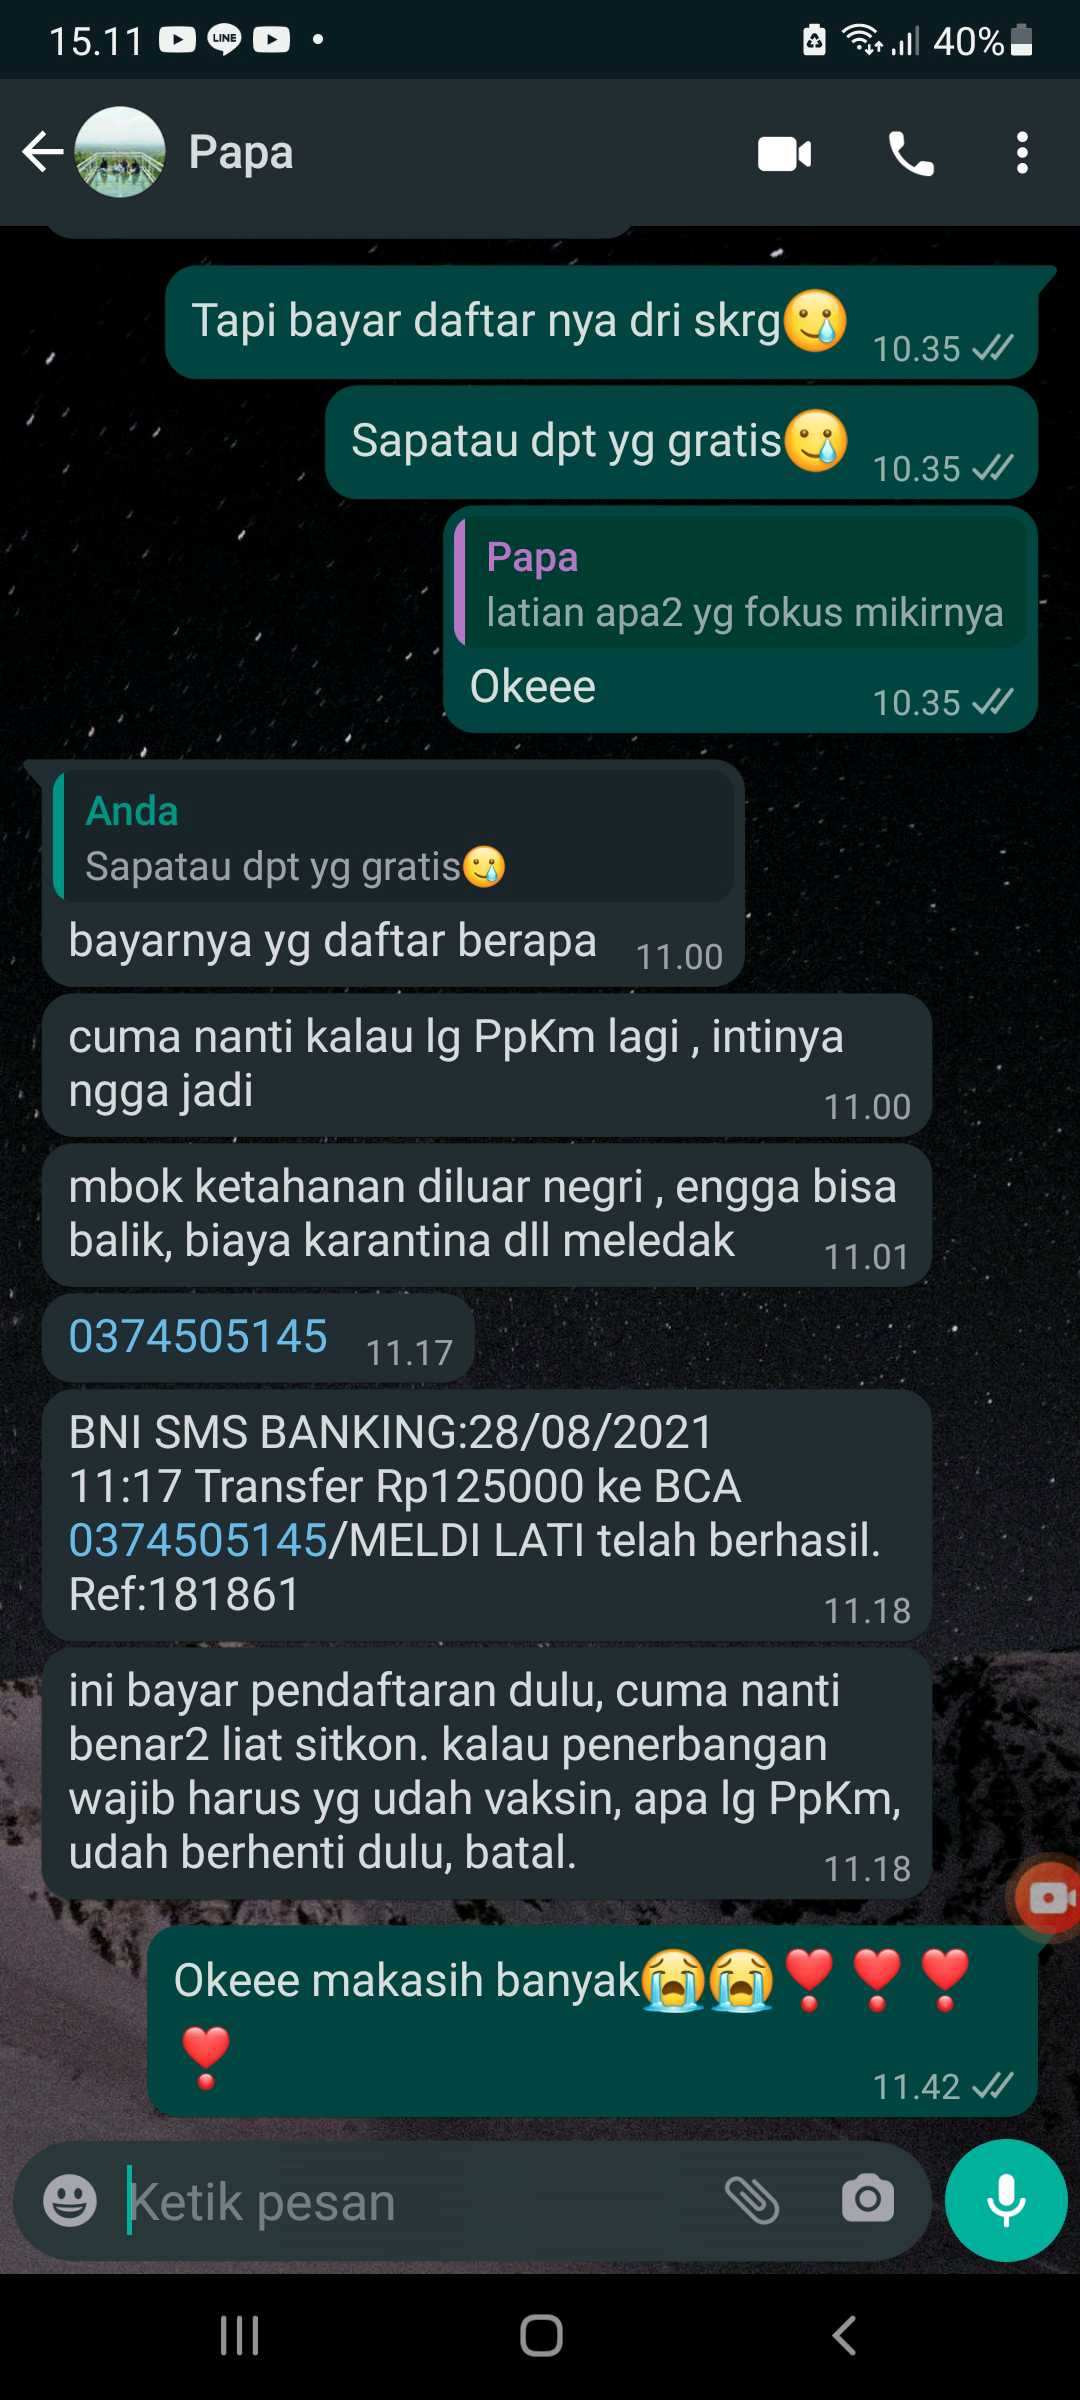 15.11 LINE 40%
Papa
Tapi bayar daftar nya dri skrg🥲
10.35
Sapatau dpt yg gratis🥲
10.35
Papa
latian apa2 yg fokus mikirnya
Okeee
10.35
Anda
Sapatau dpt yg gratis🥲
bayarnya yg daftar berapa
11.00
cuma nanti kalau lg PpKm lagi , intinya
ngga jadi
11.00
mbok ketahanan diluar negri , engga bisa
balik, biaya karantina dll meledak
11.01
0374505145
11.17
BNI SMS BANKING:28/08/2021
11:17 Transfer Rp125000 ke BCA
0374505145/MELDI LATI telah berhasil.
Ref:181861
11.18
ini bayar pendaftaran dulu, cuma nanti
benar2 liat sitkon. kalau penerbangan
wajib harus yg udah vaksin, apa lg PpKm,
udah berhenti dulu, batal.
11.18
Okeee makasih banyak😭😭❣️❣️❣️
❣️
11.42
Ketik pesan